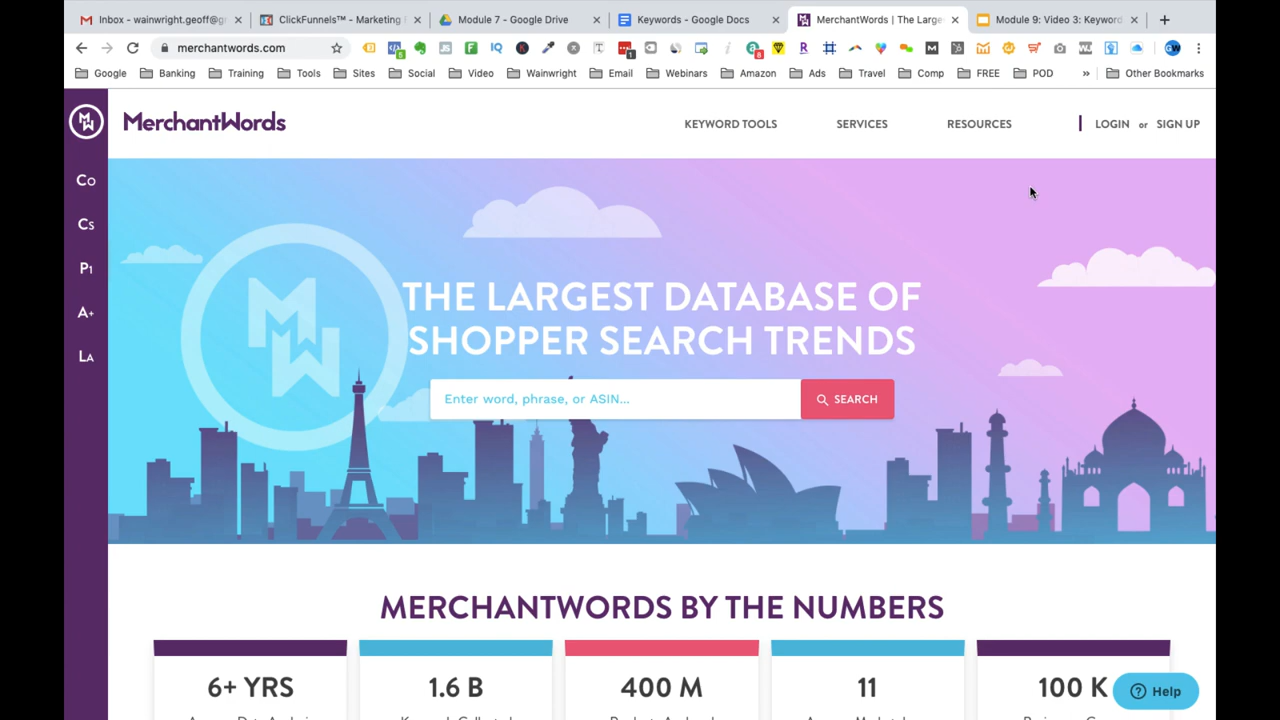 Inbox - wainwright.geoff@gr
ClickFunnels™ - Marketing
Module 7 - Google Drive
Keywords - Google Docs
MerchantWords | The Large
Module 9: Video 3: Keyword
merchantwords.com
Google
Banking
Training
Tools
Sites
Social
Video
Wainwright
Email
Webinars
Amazon
Ads
Travel
Comp
FREE
POD
»
Other Bookmarks
MW
MerchantWords
KEYWORD TOOLS
SERVICES
RESOURCES
LOGIN or SIGN UP
Co
Cs
P1
A+
LA
MW
THE LARGEST DATABASE OF
SHOPPER SEARCH TRENDS
Enter word, phrase, or ASIN...
SEARCH
MERCHANTWORDS BY THE NUMBERS
6+ YRS
1.6 B
400 M
11
100 K
Help